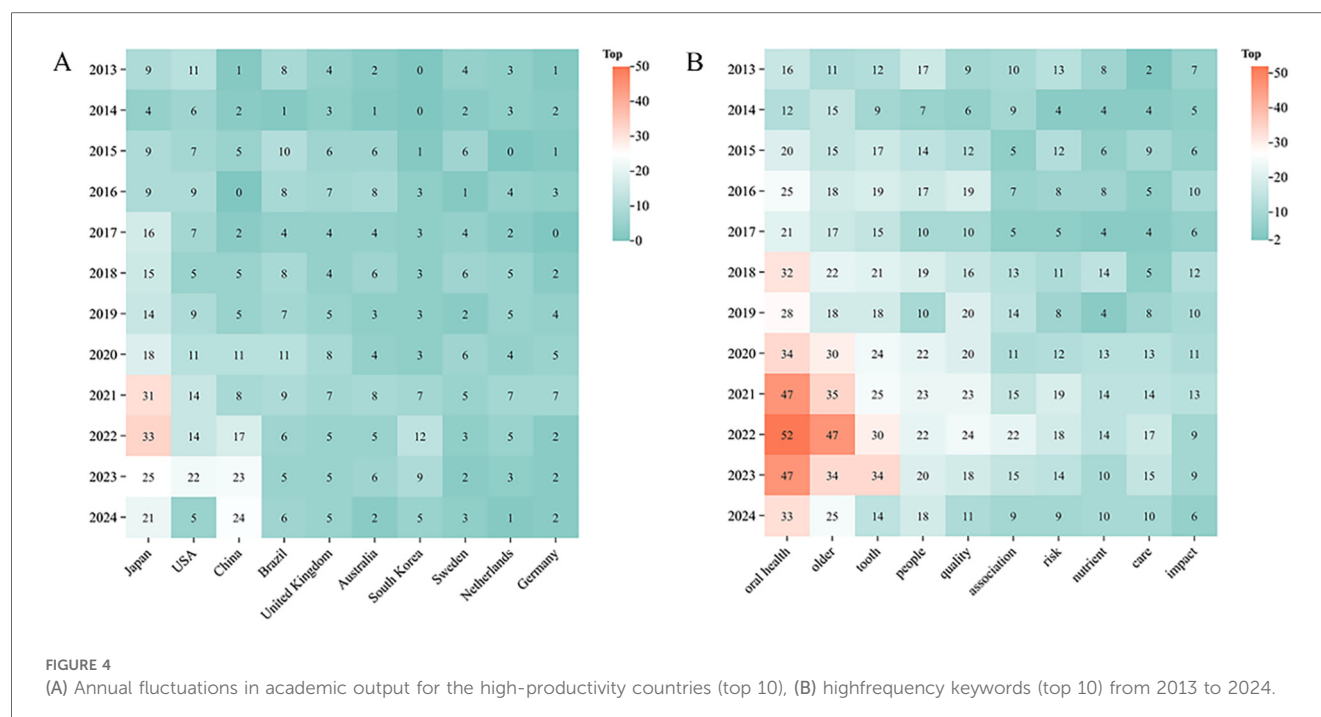 A
2013 9 11 1 8 4 2 0 4 3 1
2014 4 6 2 1 3 1 0 2 3 2
2015 9 7 5 10 6 6 1 6 0 1
2016 9 9 0 8 7 8 3 1 4 3
2017 16 7 2 4 4 4 3 4 2 0
2018 15 5 5 8 4 6 3 6 5 2
2019 14 9 5 7 5 3 3 2 5 4
2020 18 11 11 11 8 4 3 6 4 5
2021 31 14 8 9 7 8 7 5 7 7
2022 33 14 17 6 5 5 12 3 5 2
2023 25 22 23 5 5 6 9 2 3 2
2024 21 5 24 6 5 2 5 3 1 2
Japan USA China Brazil United Kingdom Australia South Korea Sweden Netherlands Germany
Top
50
40
30
20
10
0
B
2013 16 11 12 17 9 10 13 8 2 7
2014 12 15 9 7 6 9 4 4 4 5
2015 20 15 17 14 12 5 12 6 9 6
2016 25 18 19 17 19 7 8 8 5 10
2017 21 17 15 10 10 5 5 4 4 6
2018 32 22 21 19 16 13 11 14 5 12
2019 28 18 18 10 20 14 8 4 8 10
2020 34 30 24 22 20 11 12 13 13 11
2021 47 35 25 23 23 15 19 14 14 13
2022 52 47 30 22 24 22 18 14 17 9
2023 47 34 34 20 18 15 14 10 15 9
2024 33 25 14 18 11 9 9 10 10 6
oral health older tooth people quality association risk nutrient care impact
Top
50
40
30
20
10
2
FIGURE 4
(A) Annual fluctuations in academic output for the high-productivity countries (top 10), (B) highfrequency keywords (top 10) from 2013 to 2024.